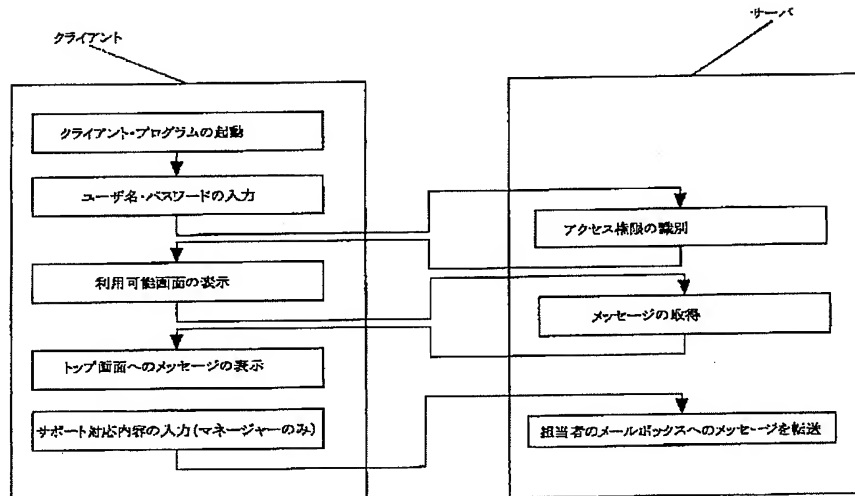 クライアント
サーバ
クライアント・プログラムの起動
ユーザ名・パスワードの入力
アクセス権限の識別
利用可能画面の表示
メッセージの取得
トップ画面へのメッセージの表示
サポート対応内容の入力(マネージャーのみ)
担当者のメールボックスへのメッセージを転送